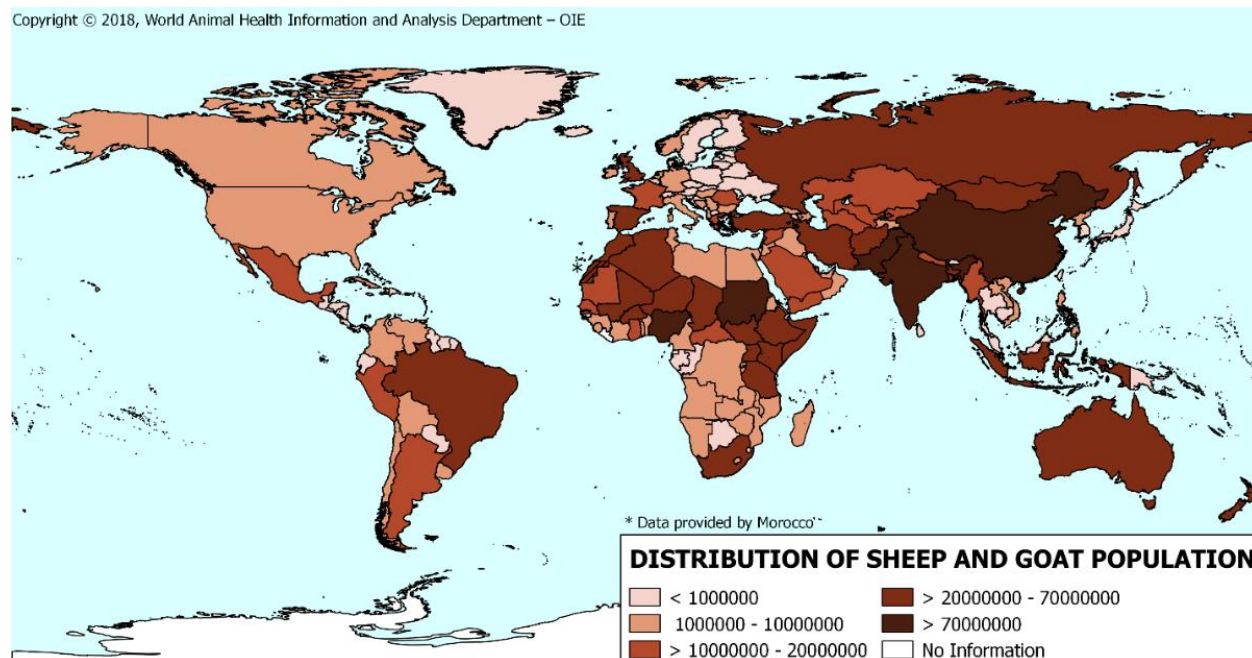 Copyright © 2018, World Animal Health Information and Analysis Department – OIE
*
* Data provided by Morocco
DISTRIBUTION OF SHEEP AND GOAT POPULATION
< 1000000
1000000 - 10000000
> 10000000 - 20000000
> 20000000 - 70000000
> 70000000
No Information